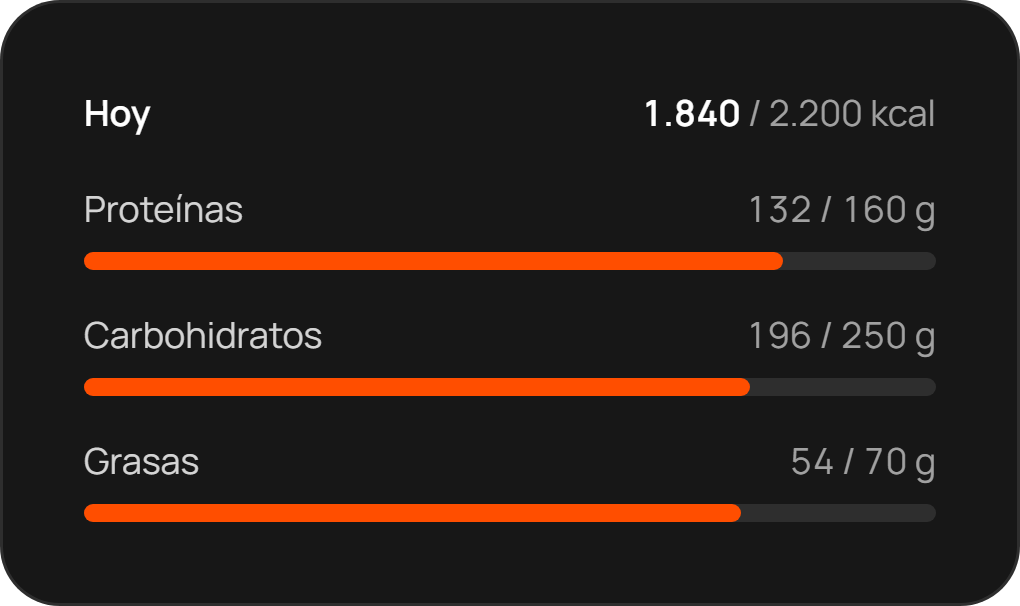 Hoy 1.840 / 2.200 kcal
Proteínas 132 / 160 g
Carbohidratos 196 / 250 g
Grasas 54 / 70 g